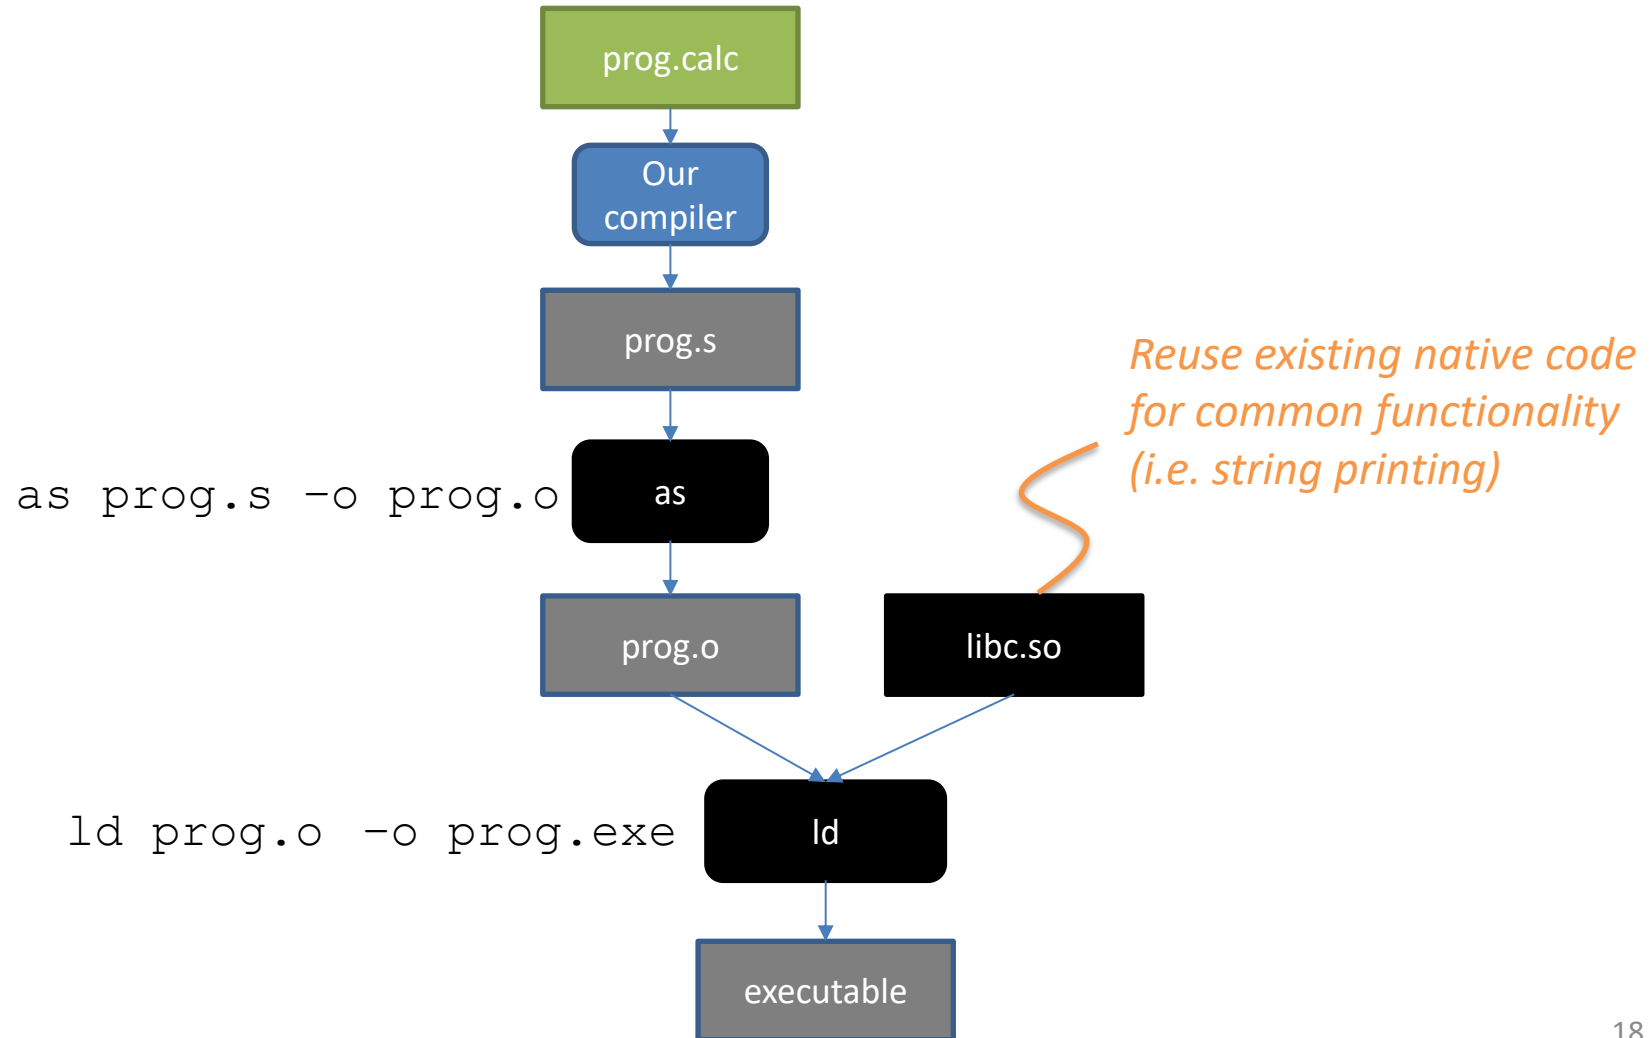 prog.calc
Our
compiler
prog.s
Reuse existing native code
for common functionality
(i.e. string printing)
as prog.s –o prog.o
as
prog.o
libc.so
ld prog.o –o prog.exe
ld
executable
18